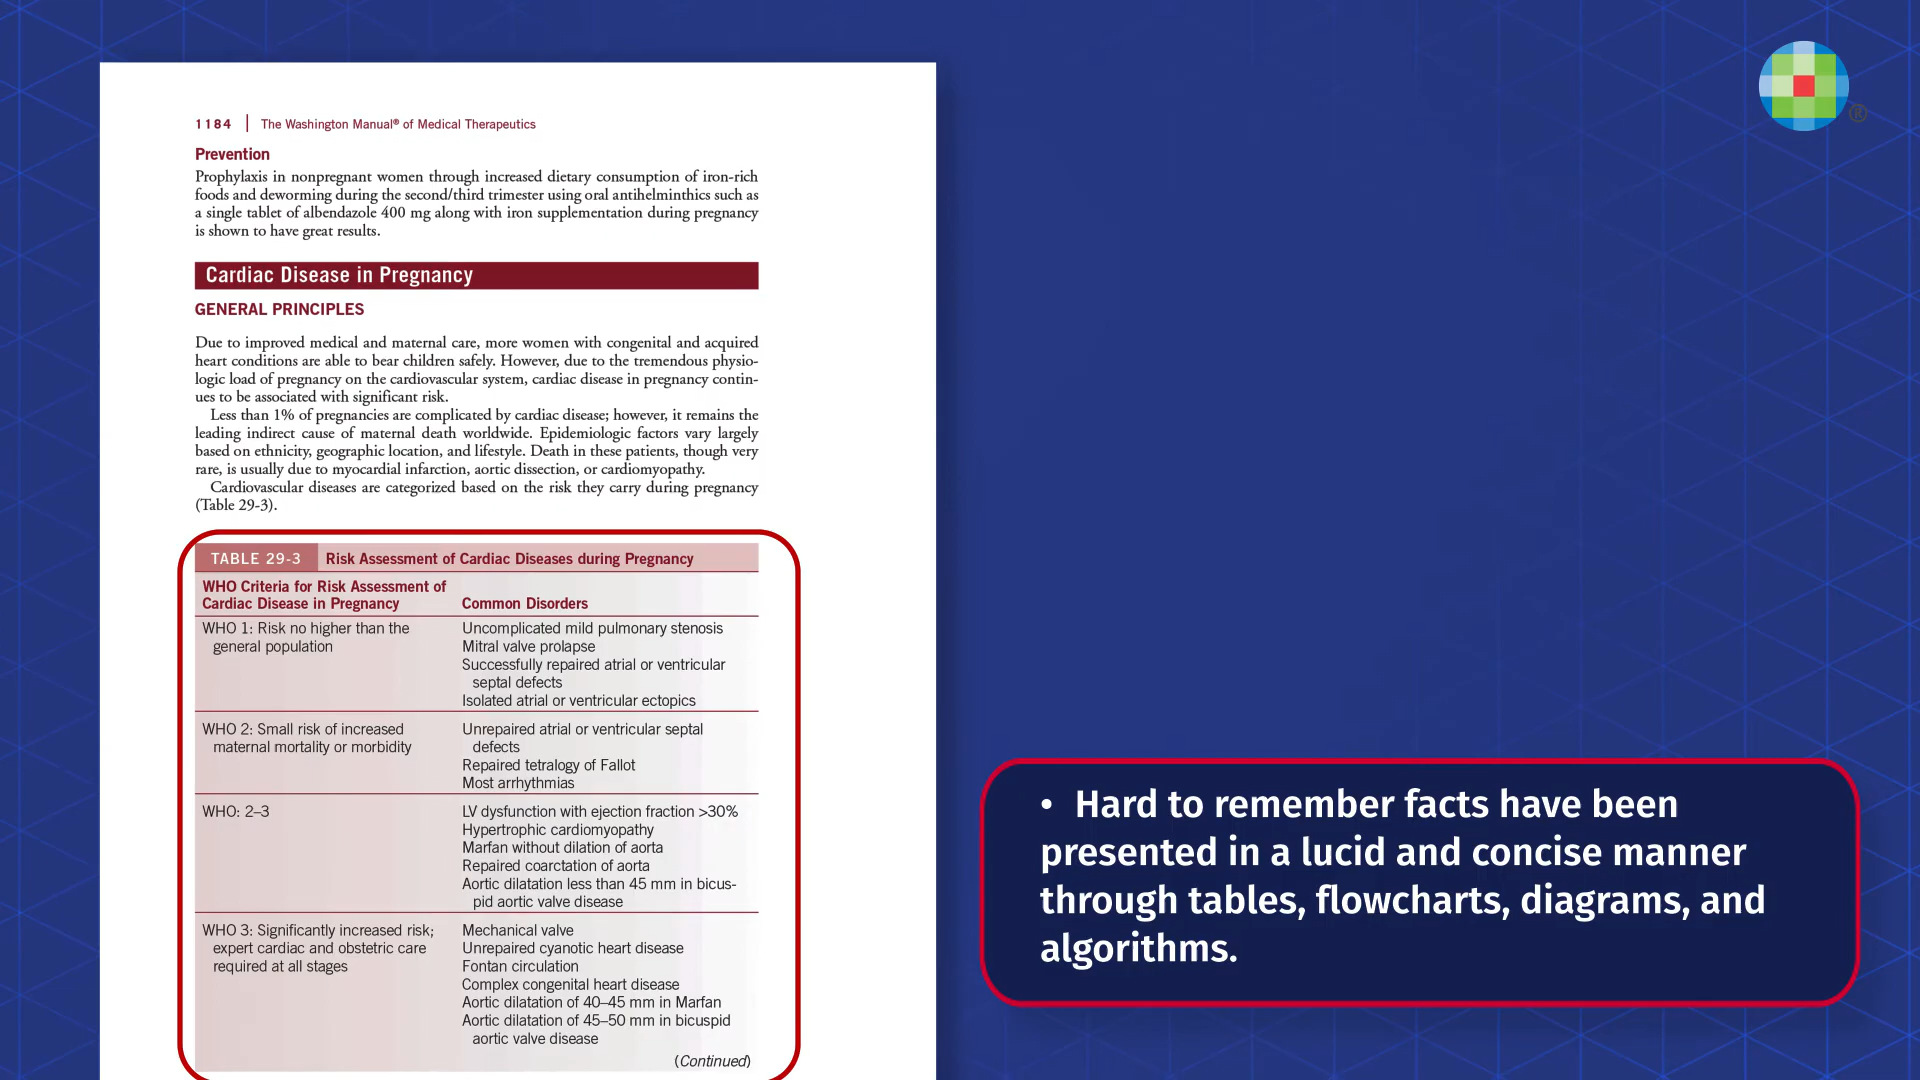 1184 | The Washington Manual® of Medical Therapeutics
Prevention
Prophylaxis in nonpregnant women through increased dietary consumption of iron-rich
foods and deworming during the second/third trimester using oral antihelminthics such as
a single tablet of albendazole 400 mg along with iron supplementation during pregnancy
is shown to have great results.
Cardiac Disease in Pregnancy
GENERAL PRINCIPLES
Due to improved medical and maternal care, more women with congenital and acquired
heart conditions are able to bear children safely. However, due to the tremendous physio-
logic load of pregnancy on the cardiovascular system, cardiac disease in pregnancy contin-
ues to be associated with significant risk.
Less than 1% of pregnancies are complicated by cardiac disease; however, it remains the
leading indirect cause of maternal death worldwide. Epidemiologic factors vary largely
based on ethnicity, geographic location, and lifestyle. Death in these patients, though very
rare, is usually due to myocardial infarction, aortic dissection, or cardiomyopathy.
Cardiovascular diseases are categorized based on the risk they carry during pregnancy
(Table 29-3).
TABLE 29-3 Risk Assessment of Cardiac Diseases during Pregnancy
WHO Criteria for Risk Assessment of
Cardiac Disease in Pregnancy
Common Disorders
WHO 1: Risk no higher than the
general population
Uncomplicated mild pulmonary stenosis
Mitral valve prolapse
Successfully repaired atrial or ventricular
septal defects
Isolated atrial or ventricular ectopics
WHO 2: Small risk of increased
maternal mortality or morbidity
Unrepaired atrial or ventricular septal
defects
Repaired tetralogy of Fallot
Most arrhythmias
WHO: 2–3
LV dysfunction with ejection fraction >30%
Hypertrophic cardiomyopathy
Marfan without dilation of aorta
Repaired coarctation of aorta
Aortic dilatation less than 45 mm in bicus-
pid aortic valve disease
WHO 3: Significantly increased risk;
expert cardiac and obstetric care
required at all stages
Mechanical valve
Unrepaired cyanotic heart disease
Fontan circulation
Complex congenital heart disease
Aortic dilatation of 40–45 mm in Marfan
Aortic dilatation of 45–50 mm in bicuspid
aortic valve disease
(Continued)
• Hard to remember facts have been
presented in a lucid and concise manner
through tables, flowcharts, diagrams, and
algorithms.
®